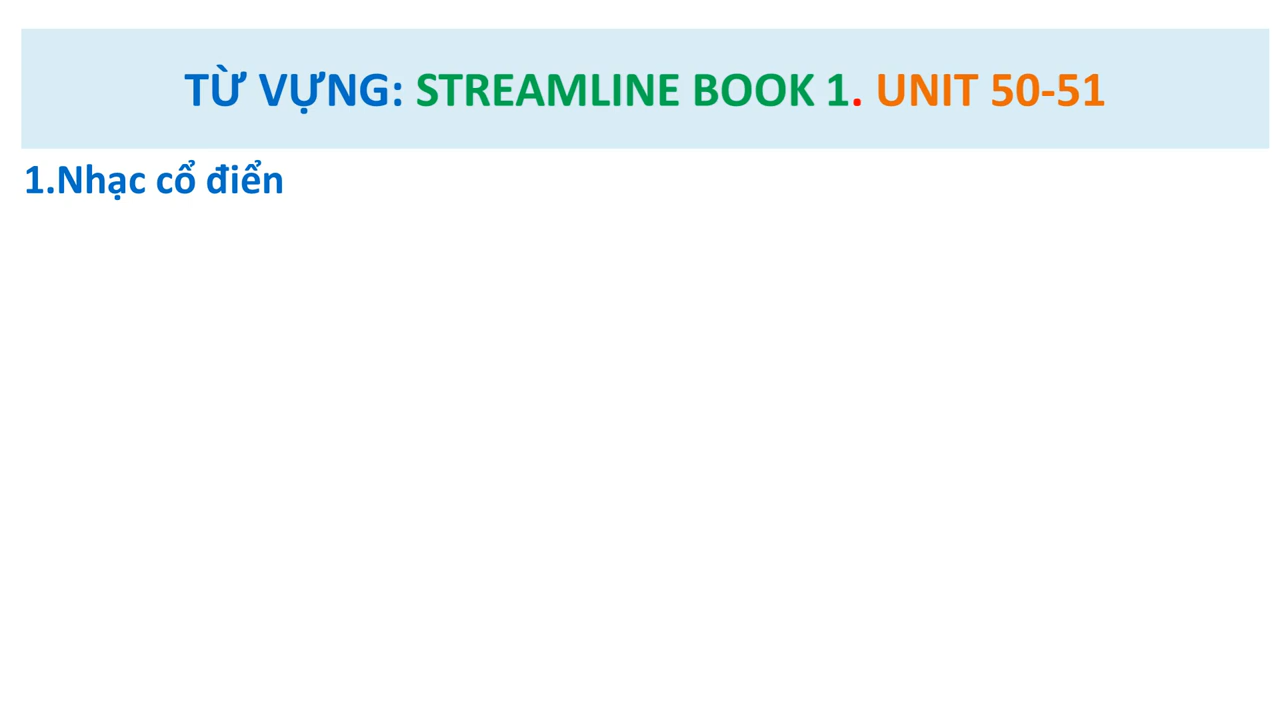 TỪ VỰNG: STREAMLINE BOOK 1. UNIT 50-51
1.Nhạc cổ điển